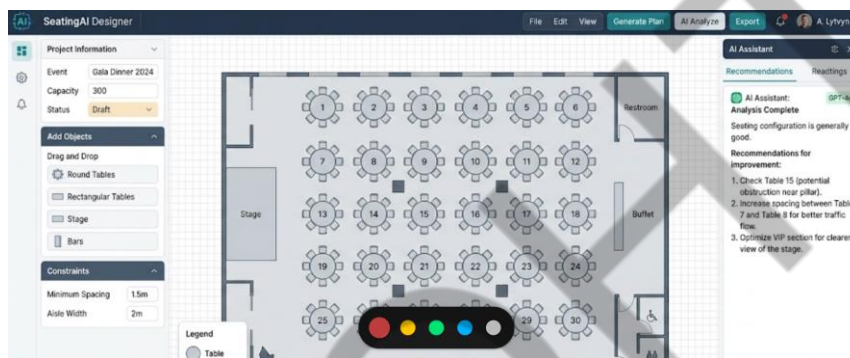 AI
SeatingAI Designer
File Edit View Generate Plan AI Analyze Export A. Lytvyn
Project Information
Event Gala Dinner 2024
Capacity 300
Status Draft
Add Objects
Drag and Drop
Round Tables
Rectangular Tables
Stage
Bars
Constraints
Minimum Spacing 1.5m
Aisle Width 2m
Legend
Table
1 2 3 4 5 6 Restroom
7 8 9 10 11 12
Stage 13 14 15 16 17 18 Buffet
19 20 21 22 23 24
25 29 30
AI Assistant
Recommendations Readtings
AI Assistant:
Analysis Complete
Seating configuration is generally
good.
Recommendations for
improvement:
1. Check Table 15 (potential
obstruction near pillar).
2. Increase spacing between Table
7 and Table 8 for better traffic
flow.
3. Optimize VIP section for clearer
view of the stage.